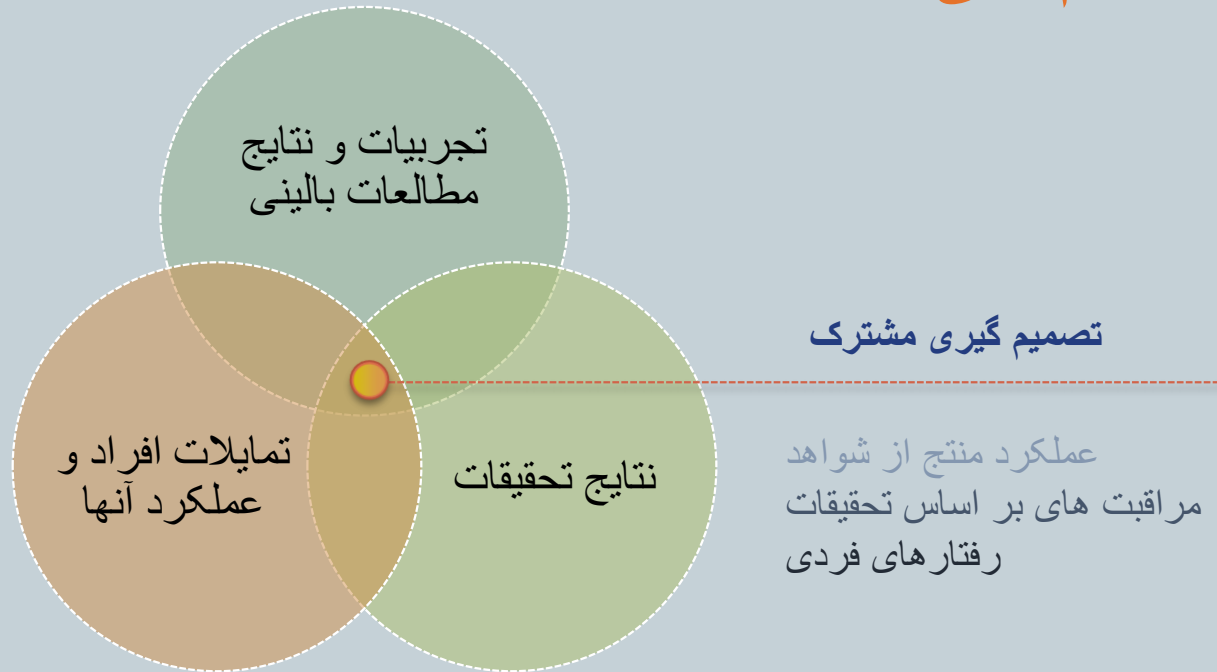 تجربیات و نتایج
مطالعات بالینی
تمایلات افراد و
عملکرد آنها
نتایج تحقیقات
تصمیم گیری مشترک
عملکرد منتج از شواهد
مراقبت های بر اساس تحقیقات
رفتارهای فردی